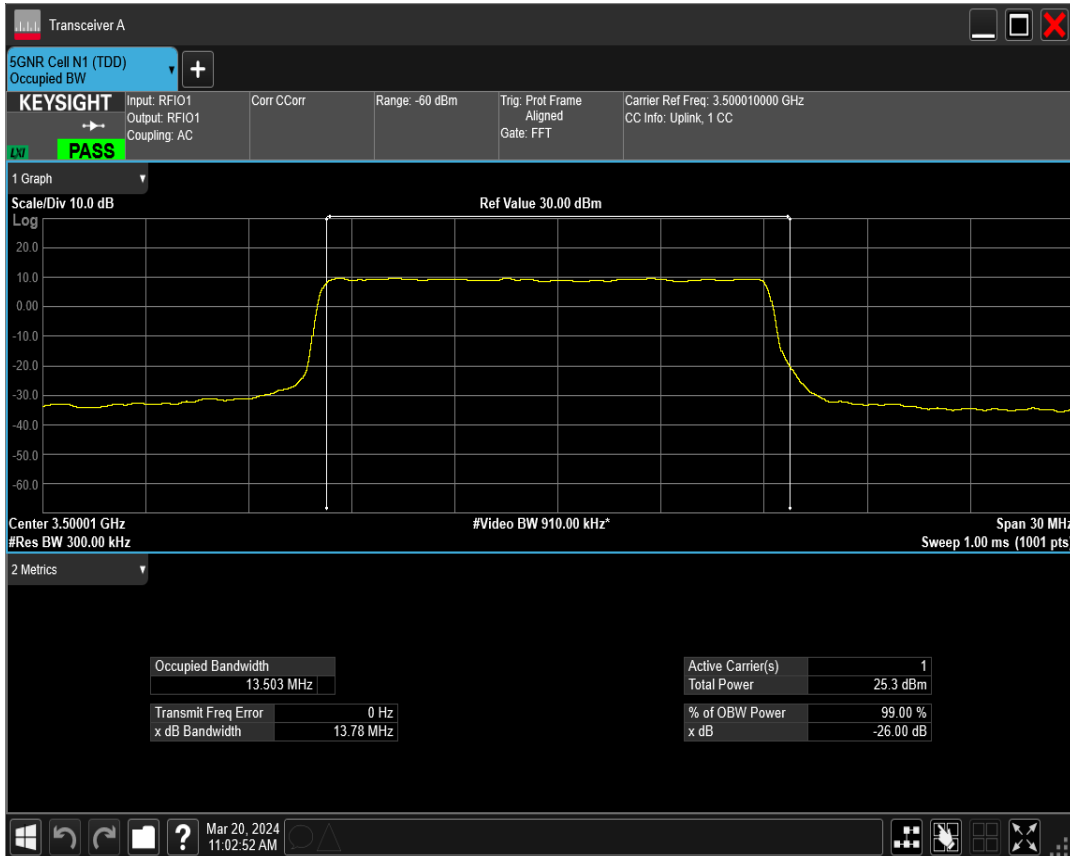 Transceiver A
5GNR Cell N1 (TDD)
Occupied BW
+
KEYSIGHT
LXI
PASS
Input: RFIO1
Output: RFIO1
Coupling: AC
Corr CCorr
Range: -60 dBm
Trig: Prot Frame
Aligned
Gate: FFT
Carrier Ref Freq: 3.500010000 GHz
CC Info: Uplink, 1 CC
1 Graph
Scale/Div 10.0 dB
Ref Value 30.00 dBm
Log
20.0
10.0
0.00
-10.0
-20.0
-30.0
-40.0
-50.0
-60.0
Center 3.50001 GHz
#Video BW 910.00 kHz*
Span 30 MHz
#Res BW 300.00 kHz
Sweep 1.00 ms (1001 pts)
2 Metrics
Occupied Bandwidth
13.503 MHz
Transmit Freq Error 0 Hz
x dB Bandwidth 13.78 MHz
Active Carrier(s) 1
Total Power 25.3 dBm
% of OBW Power 99.00 %
x dB -26.00 dB
?
Mar 20, 2024
11:02:52 AM